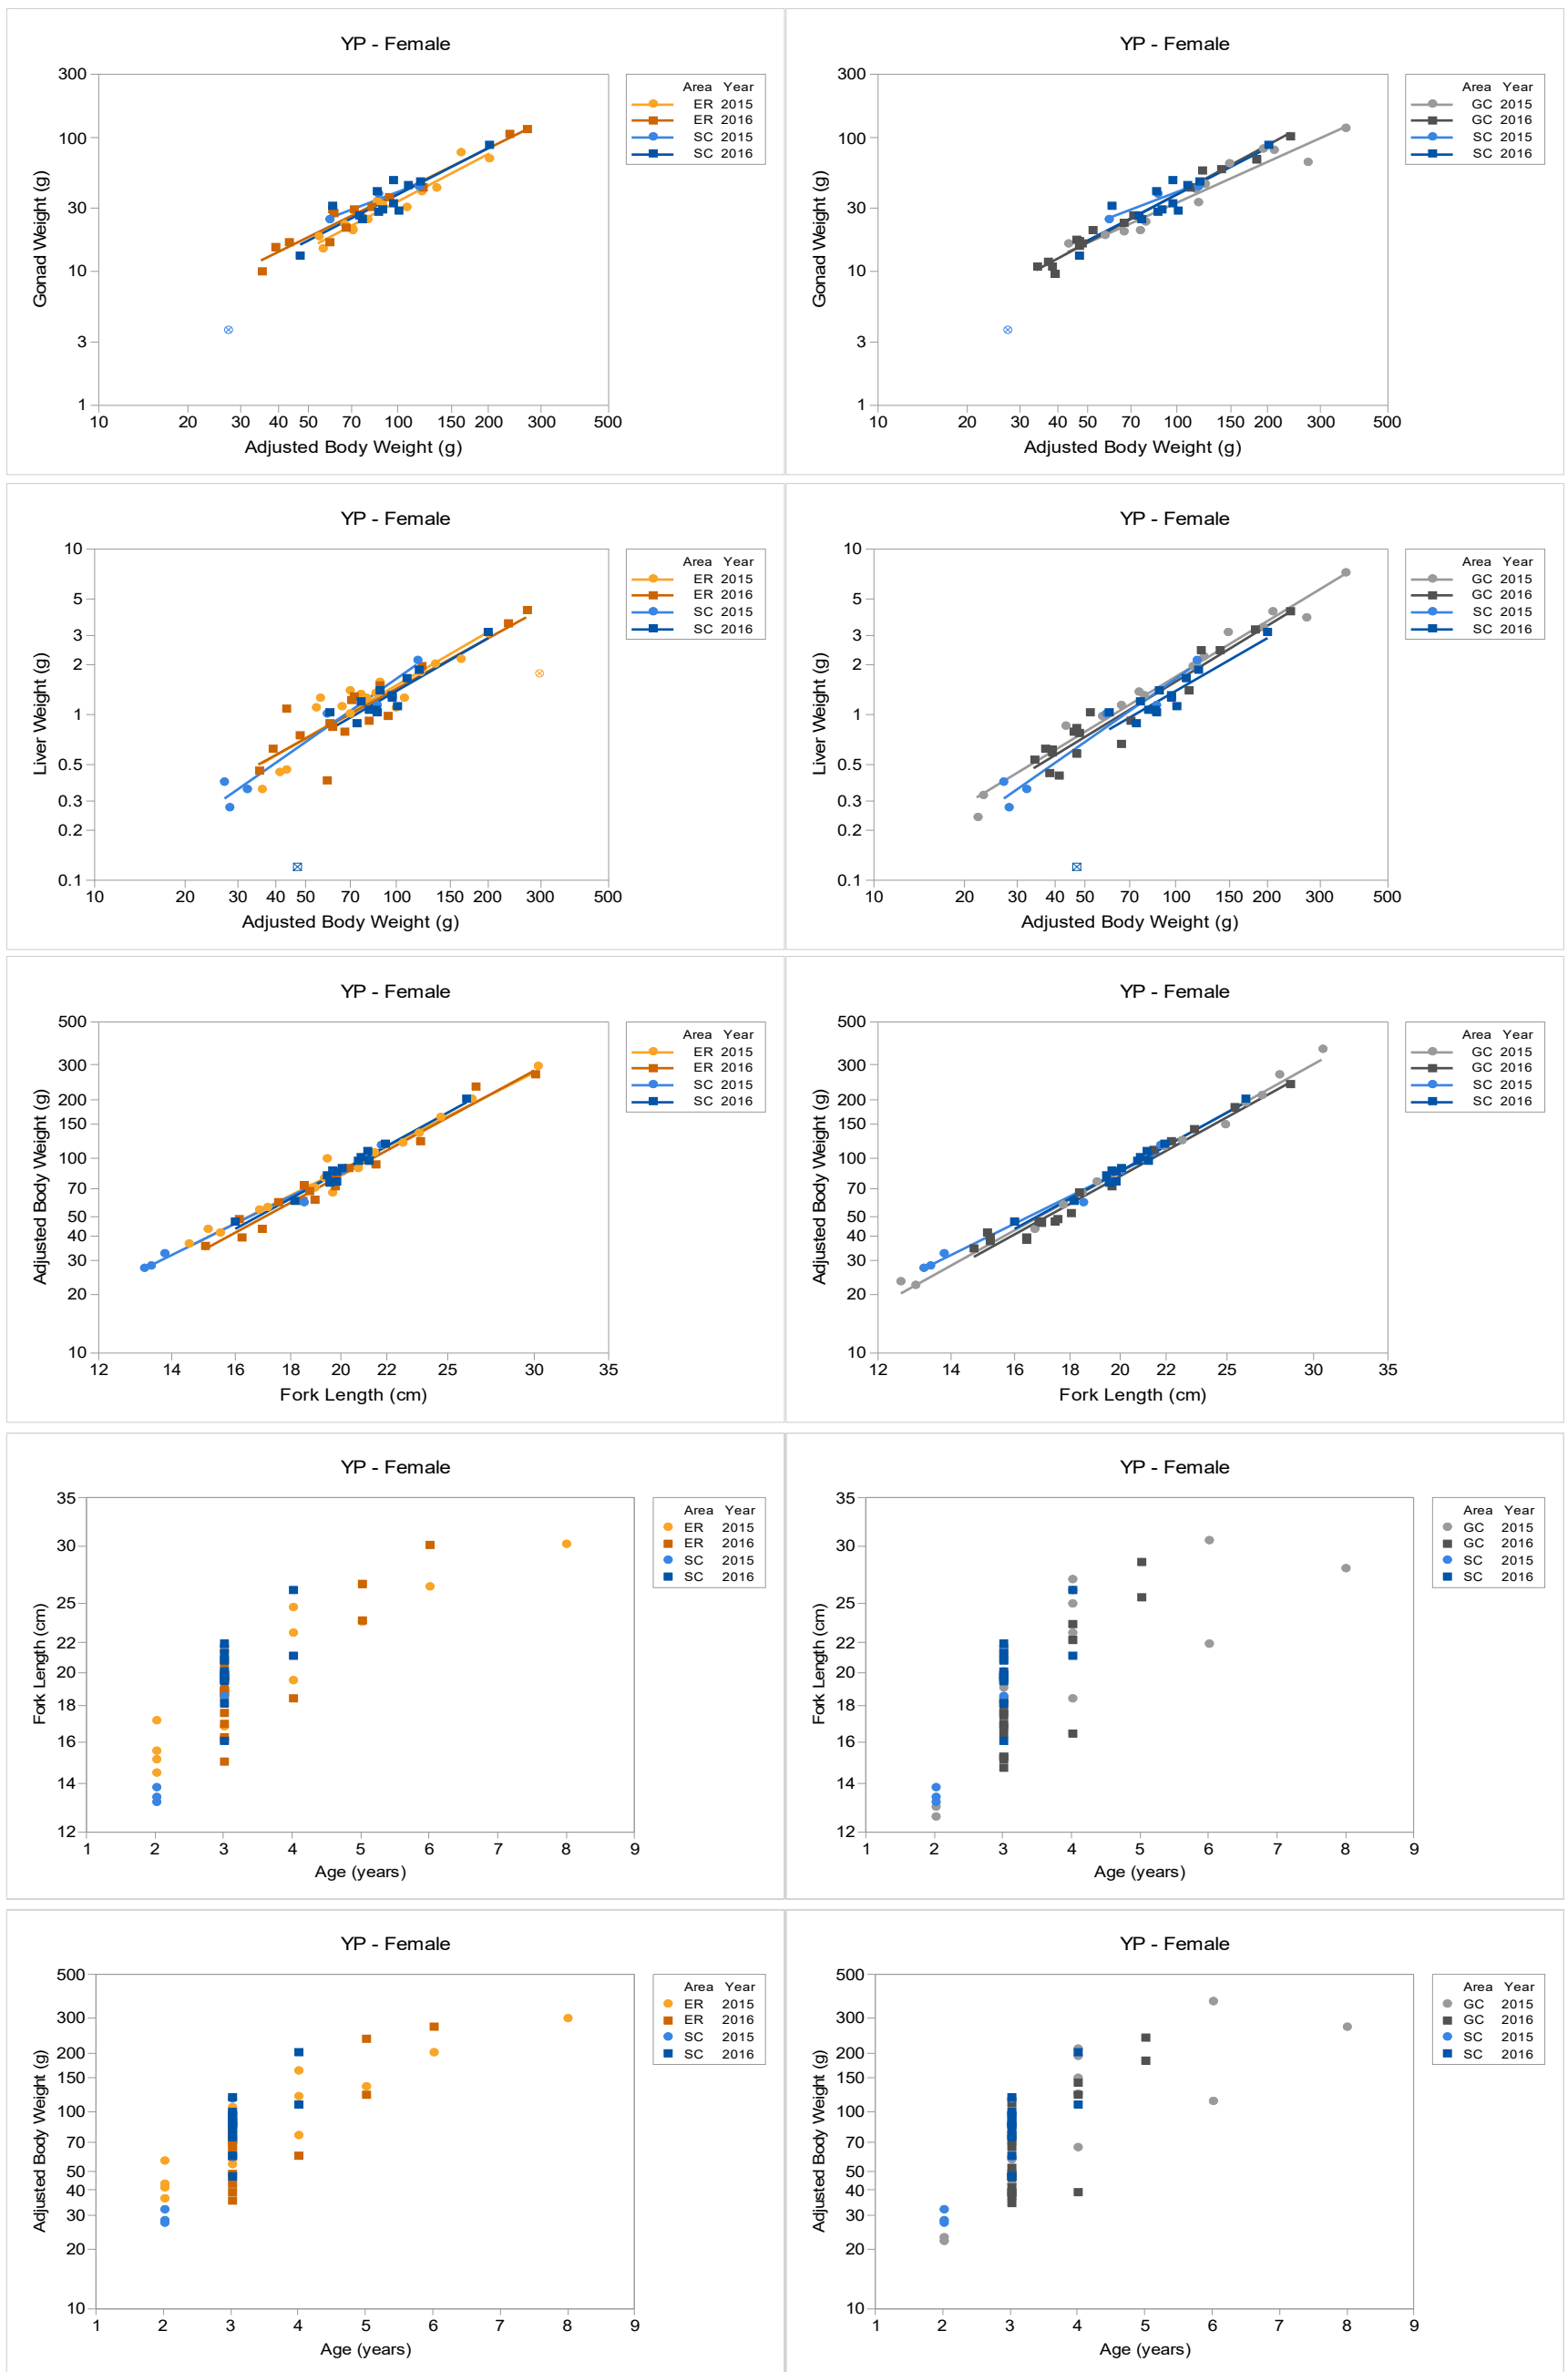 YP - Female
300
100
30
10
3
1
Gonad Weight (g)
10 20 30 40 50 70 100 150 200 300 500
Adjusted Body Weight (g)
Area Year
ER 2015
ER 2016
SC 2015
SC 2016
YP - Female
300
100
30
10
3
1
Gonad Weight (g)
10 20 30 40 50 70 100 150 200 300 500
Adjusted Body Weight (g)
Area Year
GC 2015
GC 2016
SC 2015
SC 2016
YP - Female
10
5
3
2
1
0.5
0.3
0.2
0.1
Liver Weight (g)
10 20 30 40 50 70 100 150 200 300 500
Adjusted Body Weight (g)
Area Year
ER 2015
ER 2016
SC 2015
SC 2016
YP - Female
10
5
3
2
1
0.5
0.3
0.2
0.1
Liver Weight (g)
10 20 30 40 50 70 100 150 200 300 500
Adjusted Body Weight (g)
Area Year
GC 2015
GC 2016
SC 2015
SC 2016
YP - Female
500
300
200
150
100
70
50
40
30
20
10
Adjusted Body Weight (g)
12 14 16 18 20 22 25 30 35
Fork Length (cm)
Area Year
ER 2015
ER 2016
SC 2015
SC 2016
YP - Female
500
300
200
150
100
70
50
40
30
20
10
Adjusted Body Weight (g)
12 14 16 18 20 22 25 30 35
Fork Length (cm)
Area Year
GC 2015
GC 2016
SC 2015
SC 2016
YP - Female
35
30
25
22
20
18
16
14
12
Fork Length (cm)
1 2 3 4 5 6 7 8 9
Age (years)
Area Year
ER 2015
ER 2016
SC 2015
SC 2016
YP - Female
35
30
25
22
20
18
16
14
12
Fork Length (cm)
1 2 3 4 5 6 7 8 9
Age (years)
Area Year
GC 2015
GC 2016
SC 2015
SC 2016
YP - Female
500
300
200
150
100
70
50
40
30
20
10
Adjusted Body Weight (g)
1 2 3 4 5 6 7 8 9
Age (years)
Area Year
ER 2015
ER 2016
SC 2015
SC 2016
YP - Female
500
300
200
150
100
70
50
40
30
20
10
Adjusted Body Weight (g)
1 2 3 4 5 6 7 8 9
Age (years)
Area Year
GC 2015
GC 2016
SC 2015
SC 2016